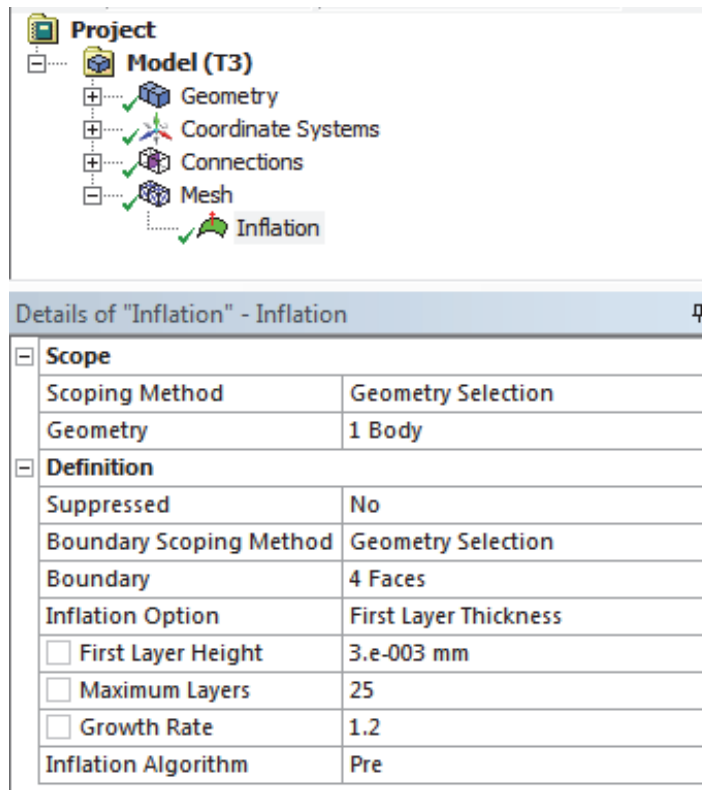 Project
Model (T3)
Geometry
Coordinate Systems
Connections
Mesh
Inflation
Details of "Inflation" - Inflation
Scope
Scoping Method Geometry Selection
Geometry 1 Body
Definition
Suppressed No
Boundary Scoping Method Geometry Selection
Boundary 4 Faces
Inflation Option First Layer Thickness
First Layer Height 3.e-003 mm
Maximum Layers 25
Growth Rate 1.2
Inflation Algorithm Pre